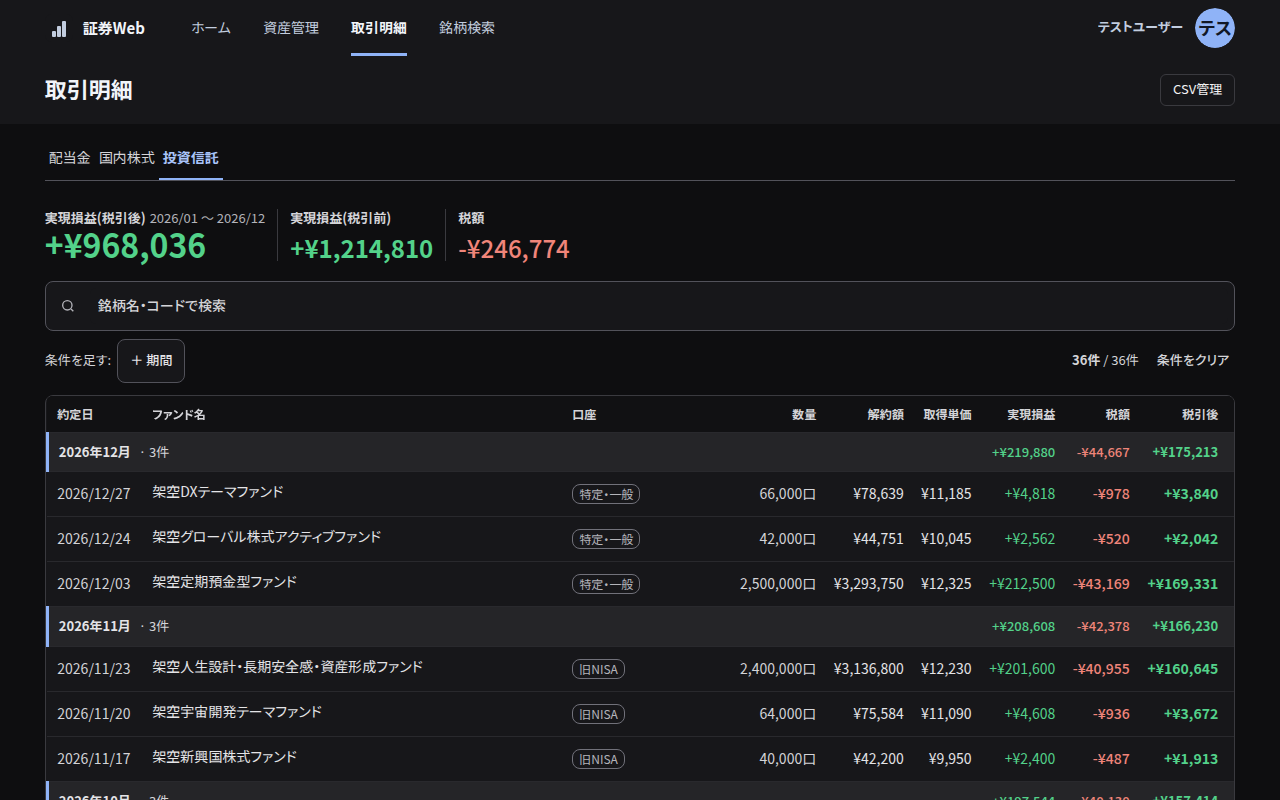 証券Web ホーム 資産管理 取引明細 銘柄検索 テストユーザー テス
取引明細 CSV管理
配当金 国内株式 投資信託
実現損益(税引後) 2026/01 〜 2026/12 実現損益(税引前) 税額
+¥968,036 +¥1,214,810 -¥246,774
銘柄名・コードで検索
条件を足す: ＋ 期間 36件 / 36件 条件をクリア
約定日 ファンド名 口座 数量 解約額 取得単価 実現損益 税額 税引後
2026年12月 · 3件 +¥219,880 -¥44,667 +¥175,213
2026/12/27 架空DXテーマファンド 特定・一般 66,000口 ¥78,639 ¥11,185 +¥4,818 -¥978 +¥3,840
2026/12/24 架空グローバル株式アクティブファンド 特定・一般 42,000口 ¥44,751 ¥10,045 +¥2,562 -¥520 +¥2,042
2026/12/03 架空定期預金型ファンド 特定・一般 2,500,000口 ¥3,293,750 ¥12,325 +¥212,500 -¥43,169 +¥169,331
2026年11月 · 3件 +¥208,608 -¥42,378 +¥166,230
2026/11/23 架空人生設計・長期安全感・資産形成ファンド 旧NISA 2,400,000口 ¥3,136,800 ¥12,230 +¥201,600 -¥40,955 +¥160,645
2026/11/20 架空宇宙開発テーマファンド 旧NISA 64,000口 ¥75,584 ¥11,090 +¥4,608 -¥936 +¥3,672
2026/11/17 架空新興国株式ファンド 旧NISA 40,000口 ¥42,200 ¥9,950 +¥2,400 -¥487 +¥1,913
2026年10月 · 3件